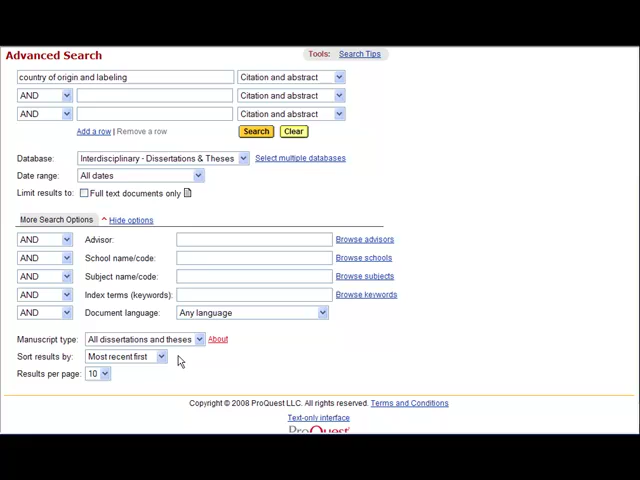 Advanced Search Tools: Search Tips
country of origin and labeling Citation and abstract
AND Citation and abstract
AND Citation and abstract
Add a row | Remove a row Search Clear
Database: Interdisciplinary - Dissertations & Theses Select multiple databases
Date range: All dates
Limit results to: Full text documents only
More Search Options Hide options
AND Advisor: Browse advisors
AND School name/code: Browse schools
AND Subject name/code: Browse subjects
AND Index terms (keywords): Browse keywords
AND Document language: Any language
Manuscript type: All dissertations and theses About
Sort results by: Most recent first
Results per page: 10
Copyright © 2008 ProQuest LLC. All rights reserved. Terms and Conditions
Text-only interface
ProQuest